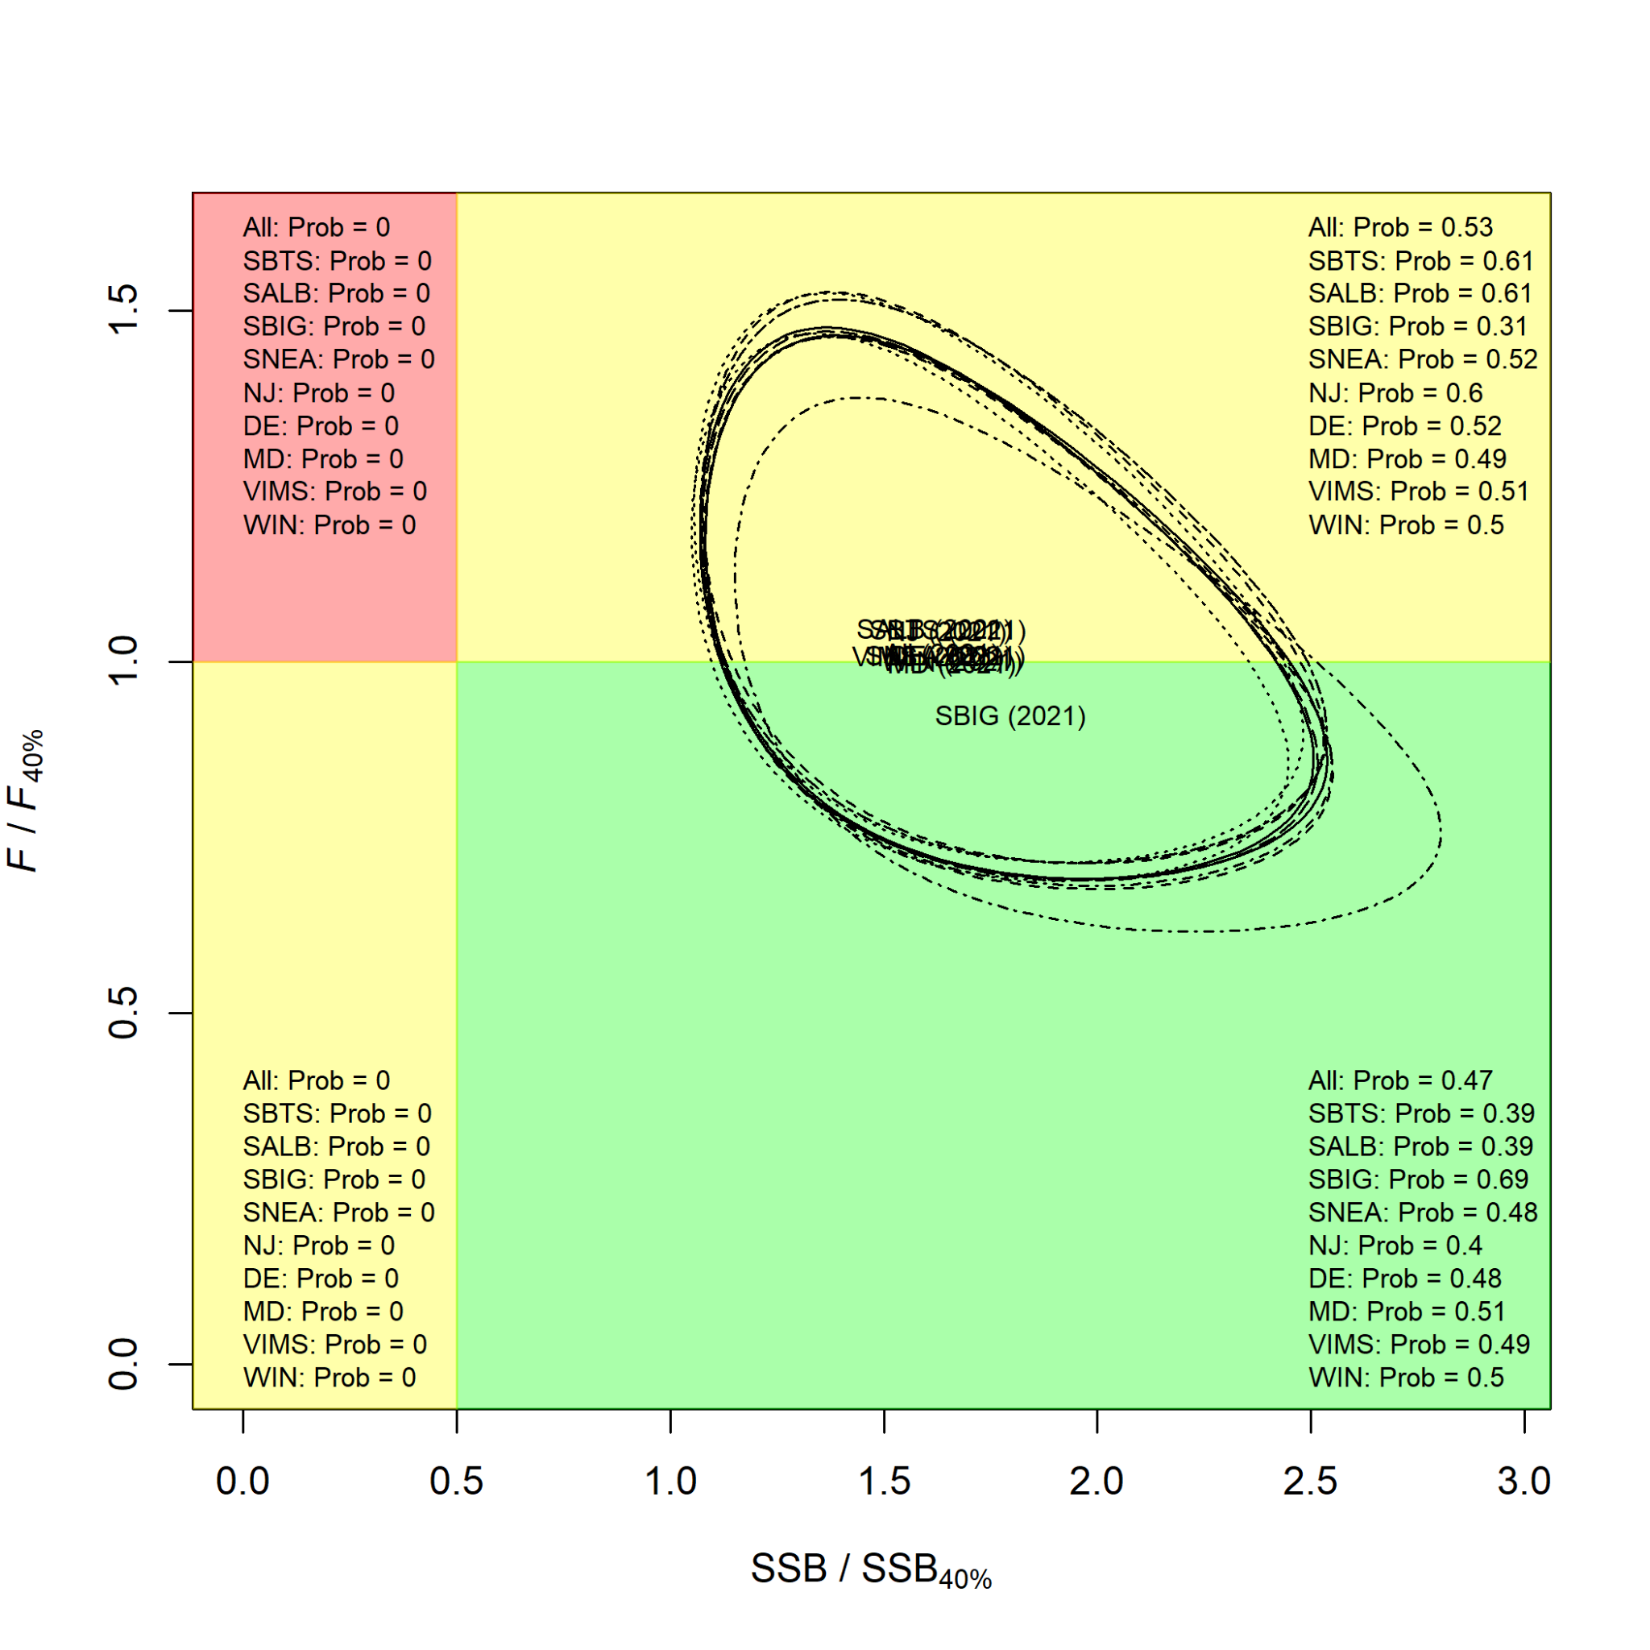 All: Prob = 0
SBTS: Prob = 0
SALB: Prob = 0
SBIG: Prob = 0
SNEA: Prob = 0
NJ: Prob = 0
DE: Prob = 0
MD: Prob = 0
VIMS: Prob = 0
WIN: Prob = 0
All: Prob = 0.53
SBTS: Prob = 0.61
SALB: Prob = 0.61
SBIG: Prob = 0.31
SNEA: Prob = 0.52
NJ: Prob = 0.6
DE: Prob = 0.52
MD: Prob = 0.49
VIMS: Prob = 0.51
WIN: Prob = 0.5
SBIG (2021)
All: Prob = 0
SBTS: Prob = 0
SALB: Prob = 0
SBIG: Prob = 0
SNEA: Prob = 0
NJ: Prob = 0
DE: Prob = 0
MD: Prob = 0
VIMS: Prob = 0
WIN: Prob = 0
All: Prob = 0.47
SBTS: Prob = 0.39
SALB: Prob = 0.39
SBIG: Prob = 0.69
SNEA: Prob = 0.48
NJ: Prob = 0.4
DE: Prob = 0.48
MD: Prob = 0.51
VIMS: Prob = 0.49
WIN: Prob = 0.5
1.5
1.0
0.5
0.0
F / F40%
0.0 0.5 1.0 1.5 2.0 2.5 3.0
SSB / SSB40%